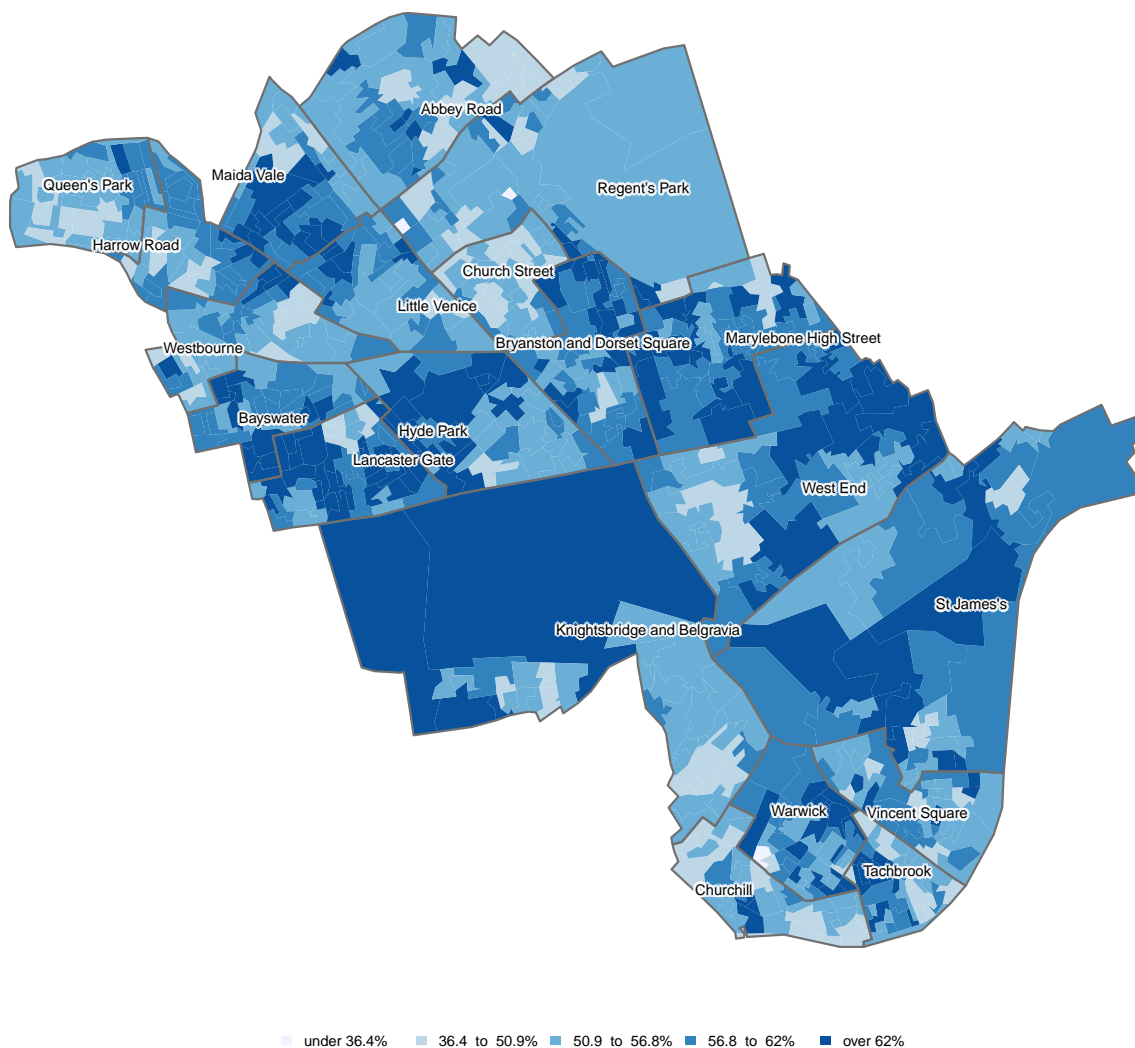 Abbey Road
Maida Vale
Queen's Park
Regent's Park
Harrow Road
Church Street
Little Venice
Westbourne
Bryanston and Dorset Square
Marylebone High Street
Bayswater
Hyde Park
Lancaster Gate
West End
St James's
Knightsbridge and Belgravia
Warwick
Vincent Square
Tachbrook
Churchill
under 36.4% 36.4 to 50.9% 50.9 to 56.8% 56.8 to 62% over 62%